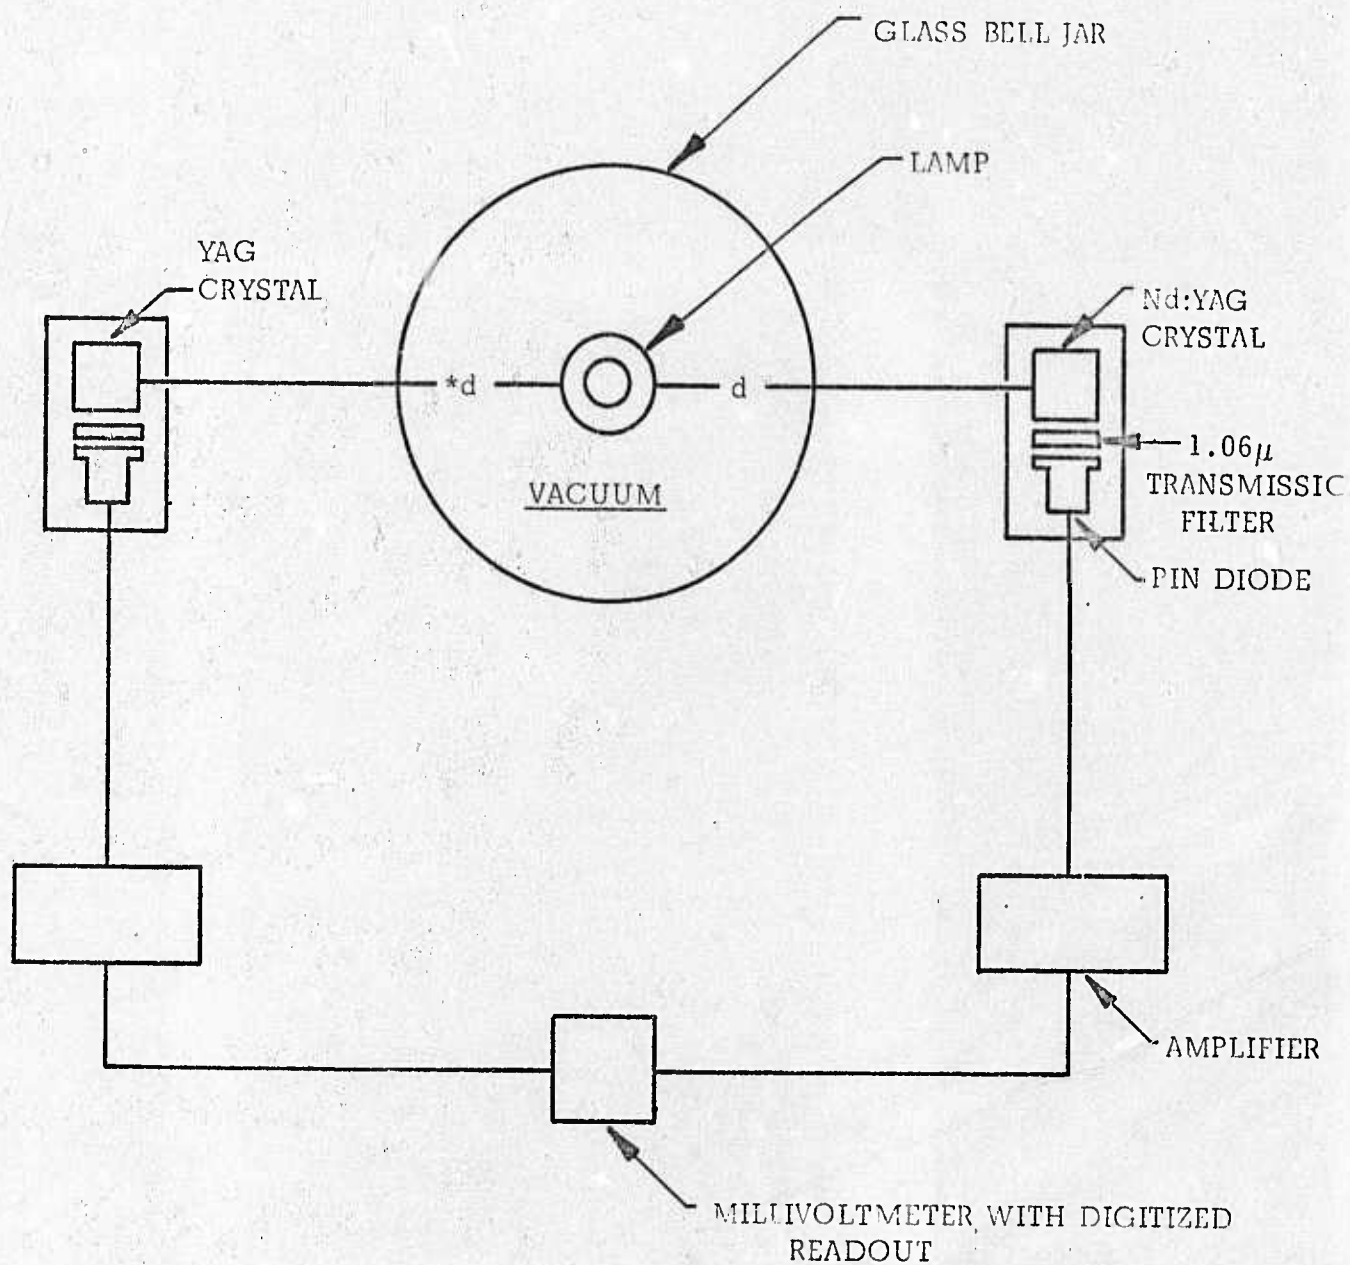 GLASS BELL JAR
LAMP
YAG
CRYSTAL
Nd:YAG
CRYSTAL
*d
d
1.06μ
TRANSMISSIC
FILTER
VACUUM
PIN DIODE
AMPLIFIER
MILLIVOLTMETER WITH DIGITIZED
READOUT